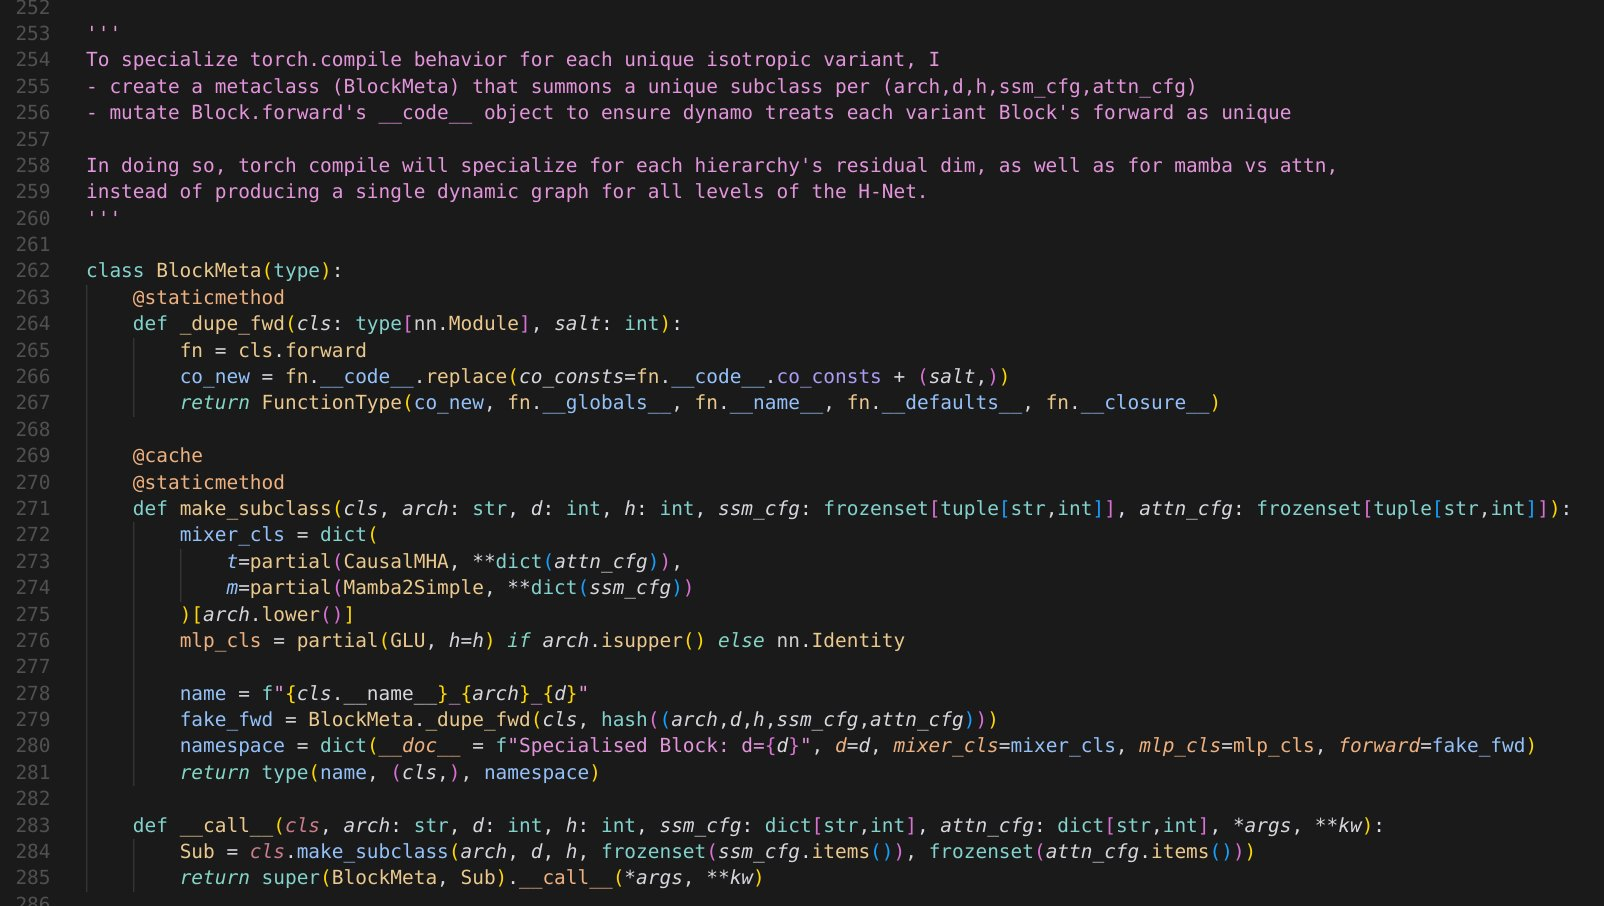 252
253 '''
254 To specialize torch.compile behavior for each unique isotropic variant, I
255 - create a metaclass (BlockMeta) that summons a unique subclass per (arch,d,h,ssm_cfg,attn_cfg)
256 - mutate Block.forward's __code__ object to ensure dynamo treats each variant Block's forward as unique
257
258 In doing so, torch compile will specialize for each hierarchy's residual dim, as well as for mamba vs attn,
259 instead of producing a single dynamic graph for all levels of the H-Net.
260 '''
261
262 class BlockMeta(type):
263     @staticmethod
264     def _dupe_fwd(cls: type[nn.Module], salt: int):
265         fn = cls.forward
266         co_new = fn.__code__.replace(co_consts=fn.__code__.co_consts + (salt,))
267         return FunctionType(co_new, fn.__globals__, fn.__name__, fn.__defaults__, fn.__closure__)
268
269     @cache
270     @staticmethod
271     def make_subclass(cls, arch: str, d: int, h: int, ssm_cfg: frozenset[tuple[str,int]], attn_cfg: frozenset[tuple[str,int]]):
272         mixer_cls = dict(
273             t=partial(CausalMHA, **dict(attn_cfg)),
274             m=partial(Mamba2Simple, **dict(ssm_cfg))
275         )[arch.lower()]
276         mlp_cls = partial(GLU, h=h) if arch.isupper() else nn.Identity
277
278         name = f"{cls.__name__}_{arch}_{d}"
279         fake_fwd = BlockMeta._dupe_fwd(cls, hash((arch,d,h,ssm_cfg,attn_cfg)))
280         namespace = dict(__doc__ = f"Specialised Block: d={d}", d=d, mixer_cls=mixer_cls, mlp_cls=mlp_cls, forward=fake_fwd)
281         return type(name, (cls,), namespace)
282
283     def __call__(cls, arch: str, d: int, h: int, ssm_cfg: dict[str,int], attn_cfg: dict[str,int], *args, **kw):
284         Sub = cls.make_subclass(arch, d, h, frozenset(ssm_cfg.items()), frozenset(attn_cfg.items()))
285         return super(BlockMeta, Sub).__call__(*args, **kw)
286